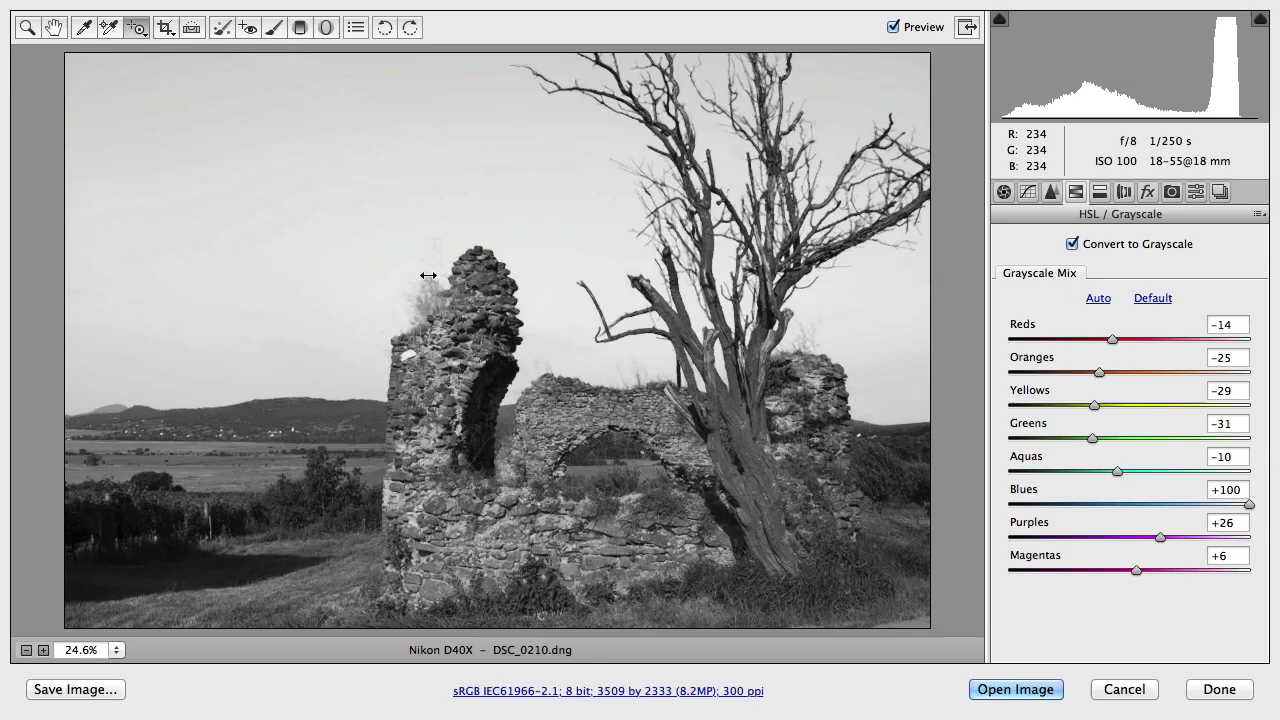 Preview
R: 234
G: 234
B: 234
f/8 1/250 s
ISO 100 18-55@18 mm
fx
HSL / Grayscale
Convert to Grayscale
Grayscale Mix
Auto Default
Reds -14
Oranges -25
Yellows -29
Greens -31
Aquas -10
Blues +100
Purples +26
Magentas +6
24.6%
Nikon D40X – DSC_0210.dng
Save Image...
sRGB IEC61966-2.1; 8 bit; 3509 by 2333 (8.2MP); 300 ppi
Open Image
Cancel
Done